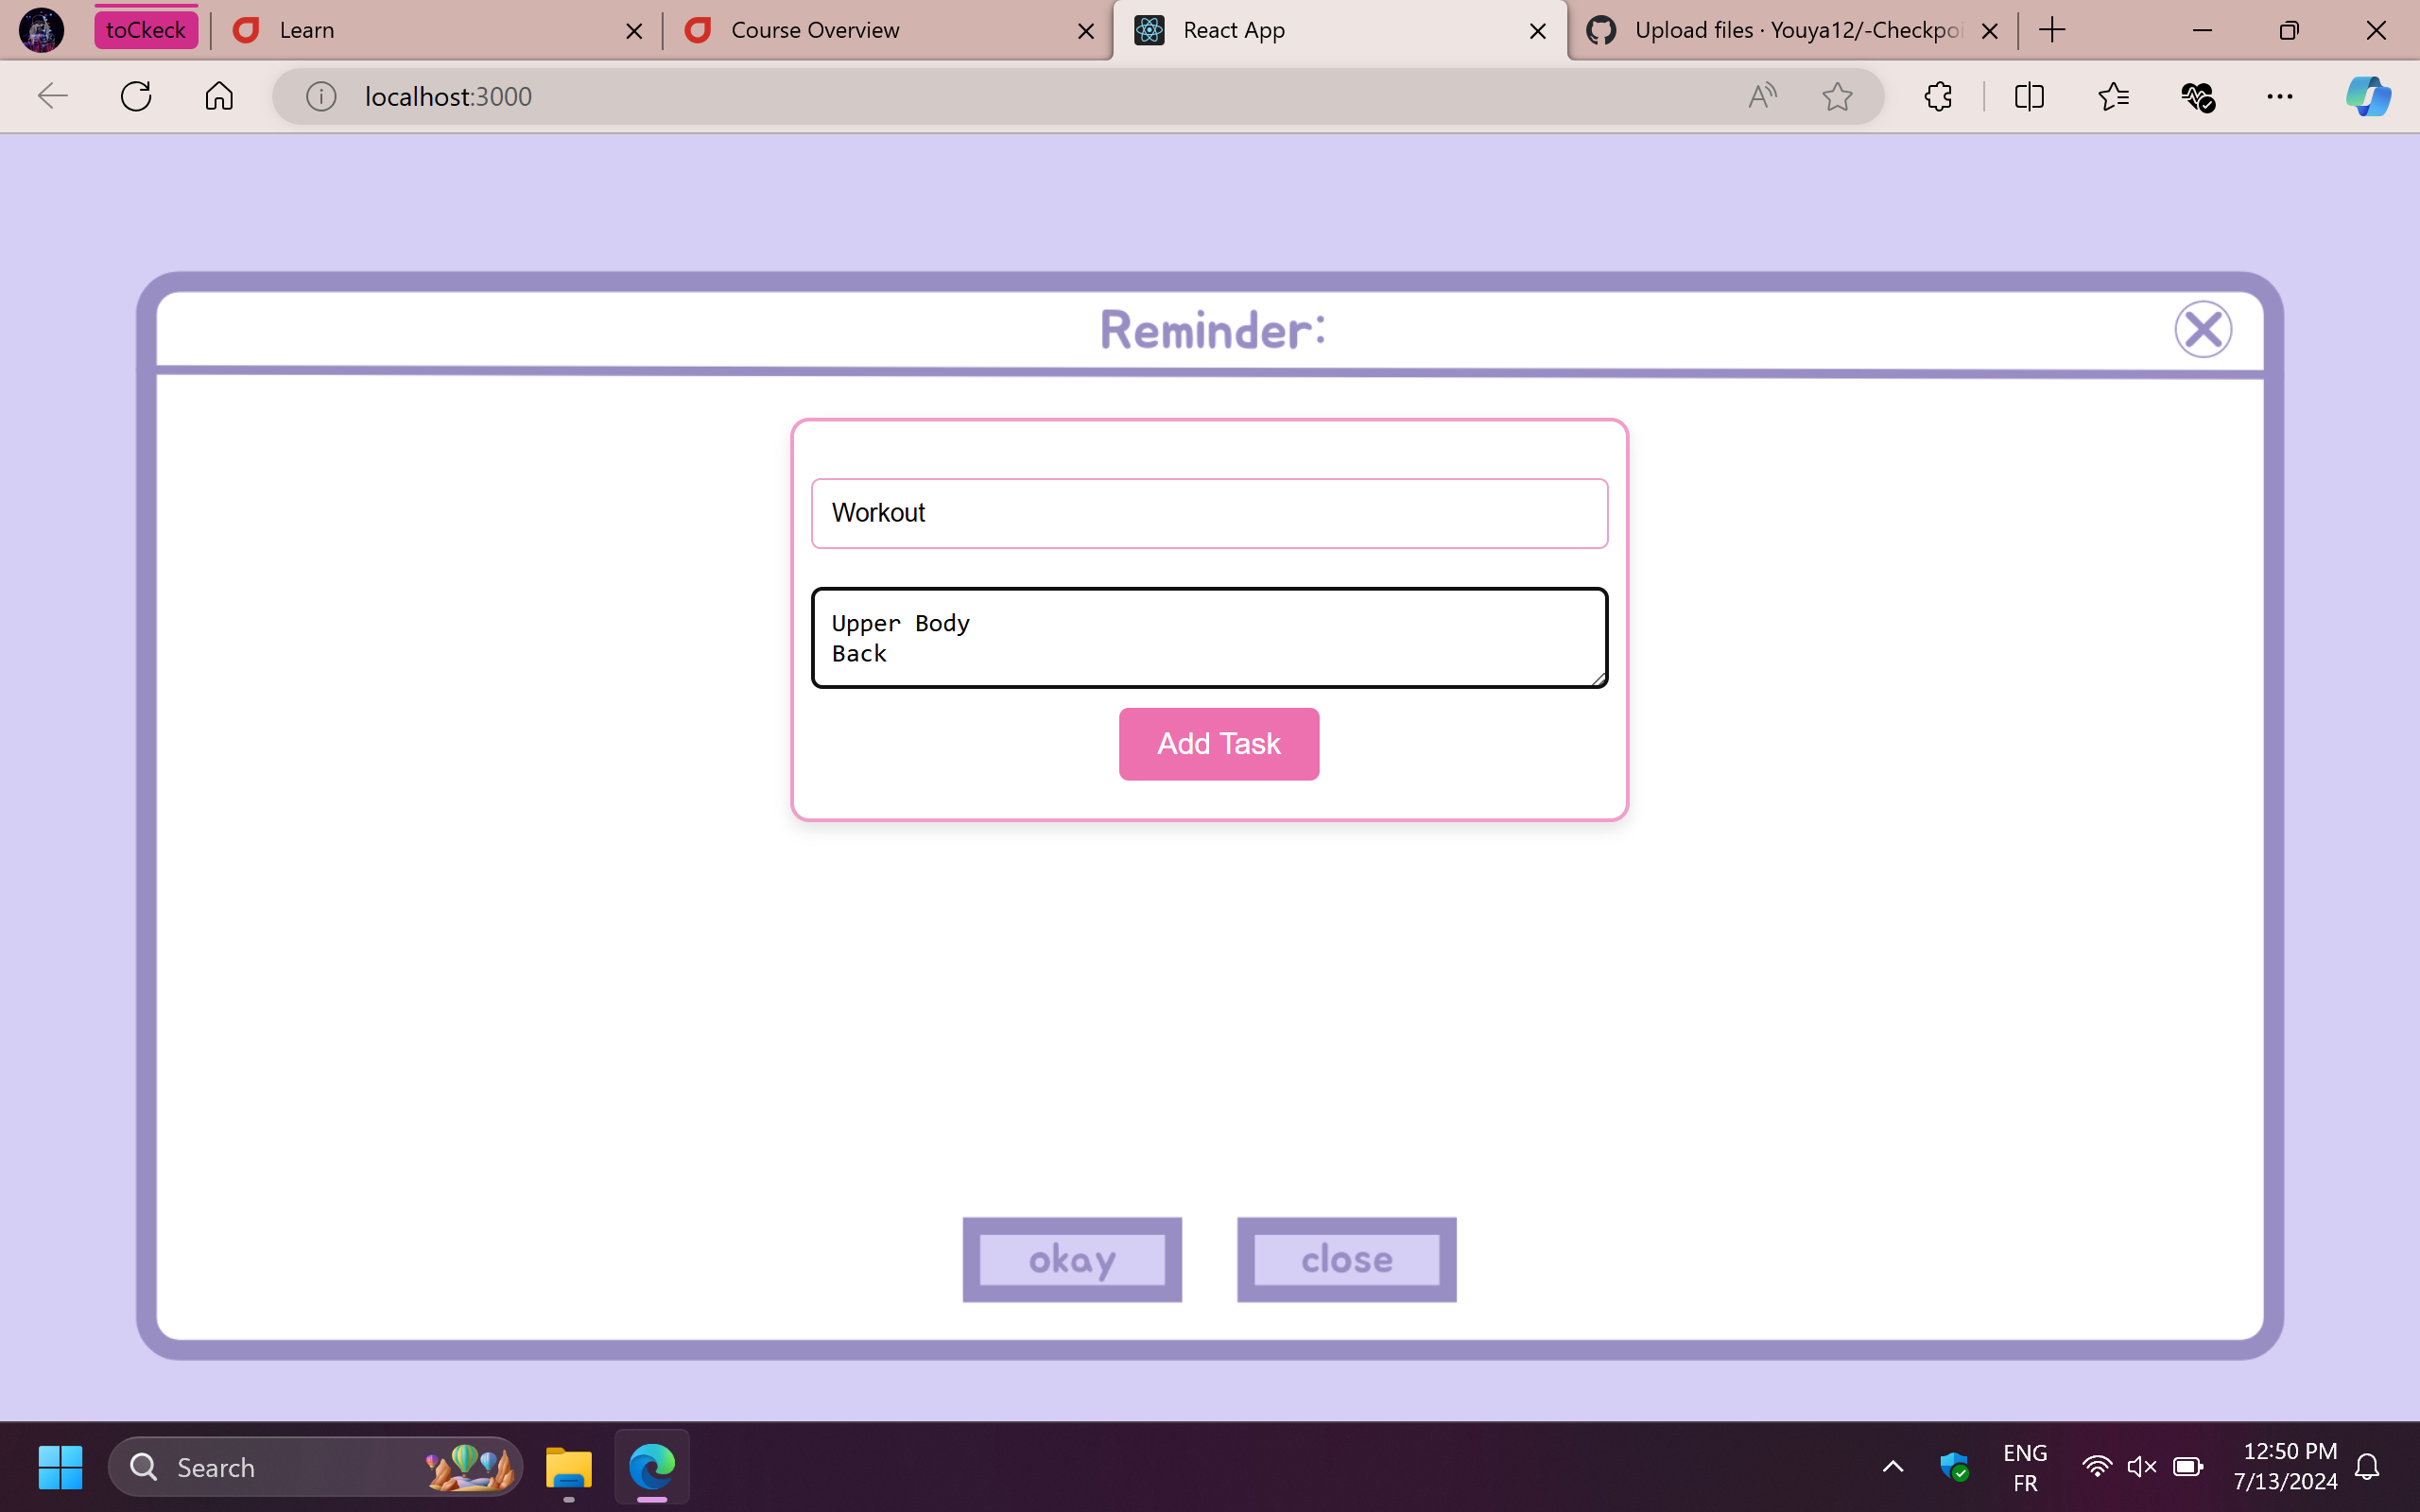 toCkeck
Learn
Course Overview
React App
Upload files · Youya12/-Checkpoi
localhost:3000
Reminder:
Workout
Upper Body
Back
Add Task
okay
close
Search
ENG
FR
12:50 PM
7/13/2024